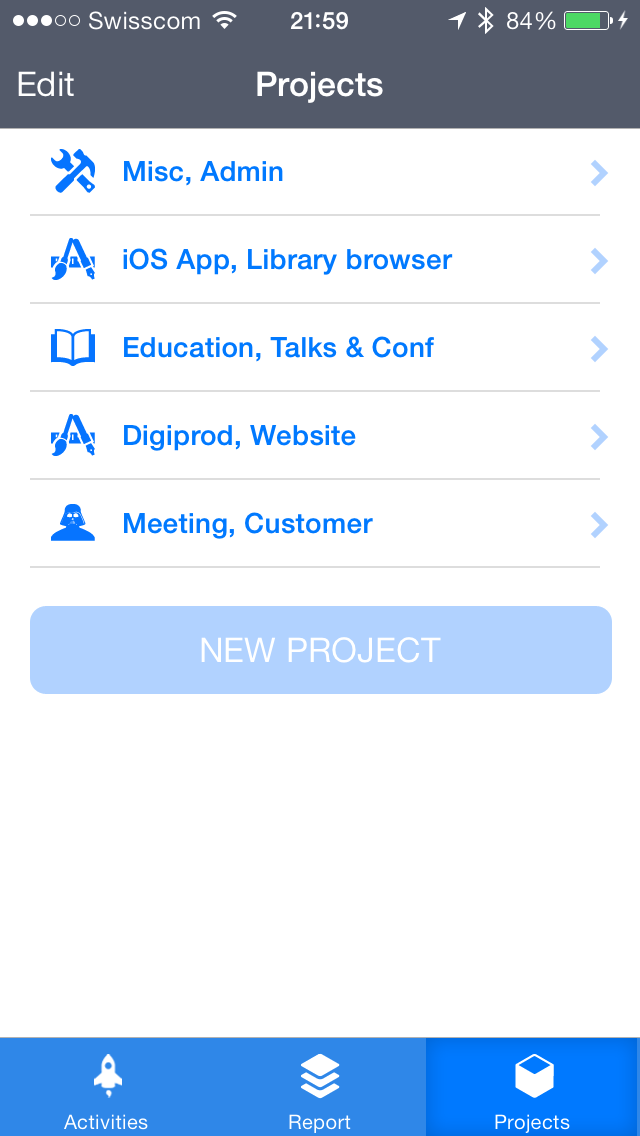 Swisscom 21:59 84%
Edit Projects
Misc, Admin
iOS App, Library browser
Education, Talks & Conf
Digiprod, Website
Meeting, Customer
NEW PROJECT
Activities Report Projects